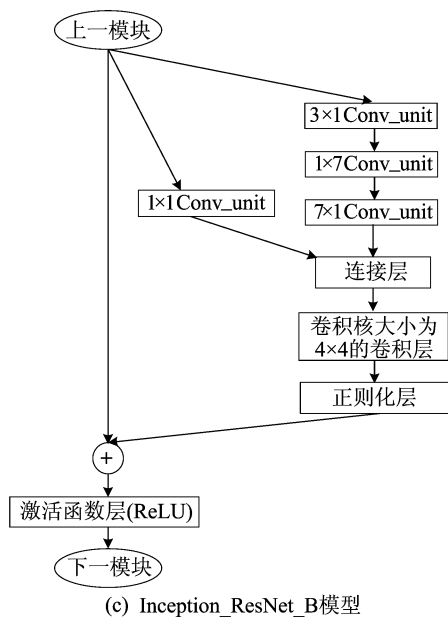 上一模块
3×1Conv_unit
1×7Conv_unit
1×1Conv_unit
7×1Conv_unit
连接层
卷积核大小为
4×4的卷积层
正则化层
+
激活函数层(ReLU)
下一模块
(c) Inception_ResNet_B模型